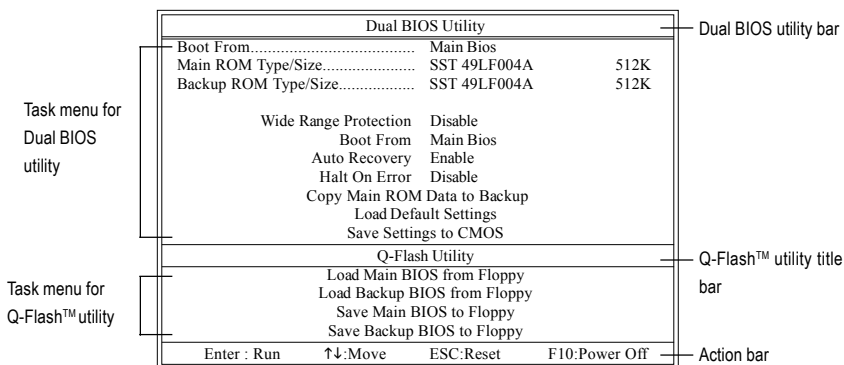 Dual BIOS Utility
Dual BIOS utility bar
Boot From...................................... Main Bios
Main ROM Type/Size...................... SST 49LF004A 512K
Backup ROM Type/Size.................. SST 49LF004A 512K
Task menu for
Dual BIOS
utility
Wide Range Protection Disable
Boot From Main Bios
Auto Recovery Enable
Halt On Error Disable
Copy Main ROM Data to Backup
Load Default Settings
Save Settings to CMOS
Q-Flash Utility
Q-Flash™ utility title
bar
Task menu for
Q-Flash™ utility
Load Main BIOS from Floppy
Load Backup BIOS from Floppy
Save Main BIOS to Floppy
Save Backup BIOS to Floppy
Enter : Run ↑↓:Move ESC:Reset F10:Power Off
Action bar